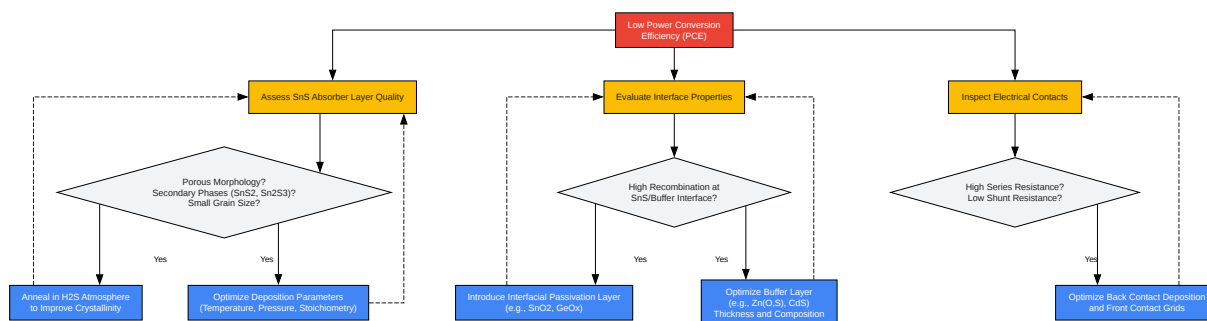 Low Power Conversion
Efficiency (PCE)
Assess SnS Absorber Layer Quality
Evaluate Interface Properties
Inspect Electrical Contacts
Porous Morphology?
Secondary Phases (SnS2, Sn2S3)?
Small Grain Size?
High Recombination at
SnS/Buffer Interface?
High Series Resistance?
Low Shunt Resistance?
Yes
Yes
Yes
Yes
Yes
Anneal in H2S Atmosphere
to Improve Crystallinity
Optimize Deposition Parameters
(Temperature, Pressure, Stoichiometry)
Introduce Interfacial Passivation Layer
(e.g., SnO2, GeOx)
Optimize Buffer Layer
(e.g., Zn(O,S), CdS)
Thickness and Composition
Optimize Back Contact Deposition
and Front Contact Grids